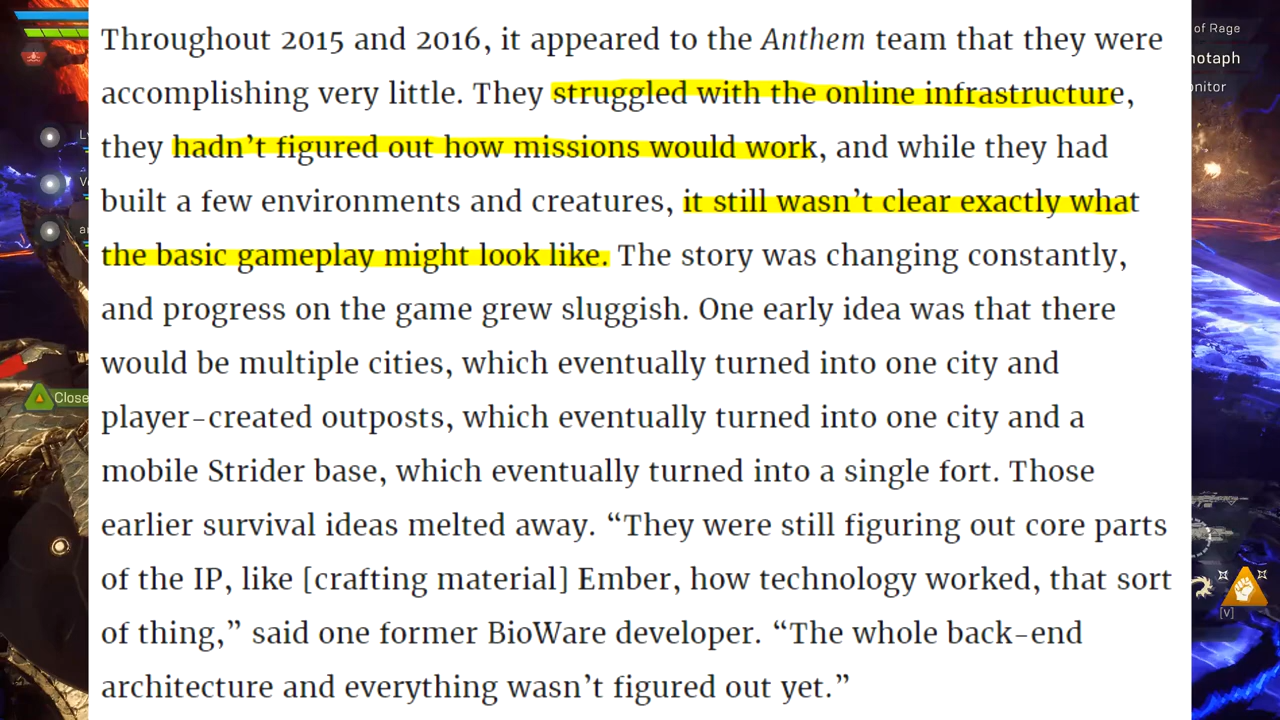 Throughout 2015 and 2016, it appeared to the Anthem team that they were
accomplishing very little. They struggled with the online infrastructure,
they hadn’t figured out how missions would work, and while they had
built a few environments and creatures, it still wasn’t clear exactly what
the basic gameplay might look like. The story was changing constantly,
and progress on the game grew sluggish. One early idea was that there
would be multiple cities, which eventually turned into one city and
player-created outposts, which eventually turned into one city and a
mobile Strider base, which eventually turned into a single fort. Those
earlier survival ideas melted away. “They were still figuring out core parts
of the IP, like [crafting material] Ember, how technology worked, that sort
of thing,” said one former BioWare developer. “The whole back-end
architecture and everything wasn’t figured out yet.”
of Rage
Close
[V]